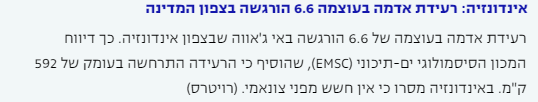 אינדונזיה: רעידת אדמה בעוצמה 6.6 הורגשה בצפון המדינה
רעידת אדמה בעוצמה של 6.6 הורגשה באי ג'אווה שבצפון אינדונזיה. כך דיווח
המכון הסיסמולוגי ים-תיכוני (EMSC), שהוסיף כי הרעידה התרחשה בעומק של 592
ק"מ. באינדונזיה מסרו כי אין חשש מפני צונאמי. (רויטרס)